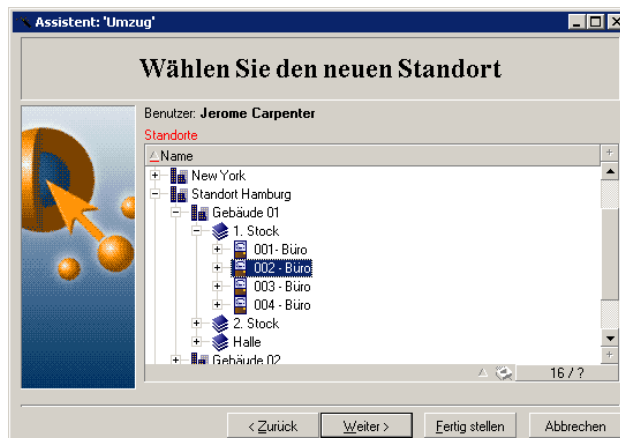 Assistent: 'Umzug'
Wählen Sie den neuen Standort
Benutzer: Jerome Carpenter
Standorte
Name
New York
Standort Hamburg
Gebäude 01
1. Stock
001- Büro
002 - Büro
003 - Büro
004 - Büro
2. Stock
Halle
Gebäude 02
16 / ?
< Zurück Weiter > Fertig stellen Abbrechen